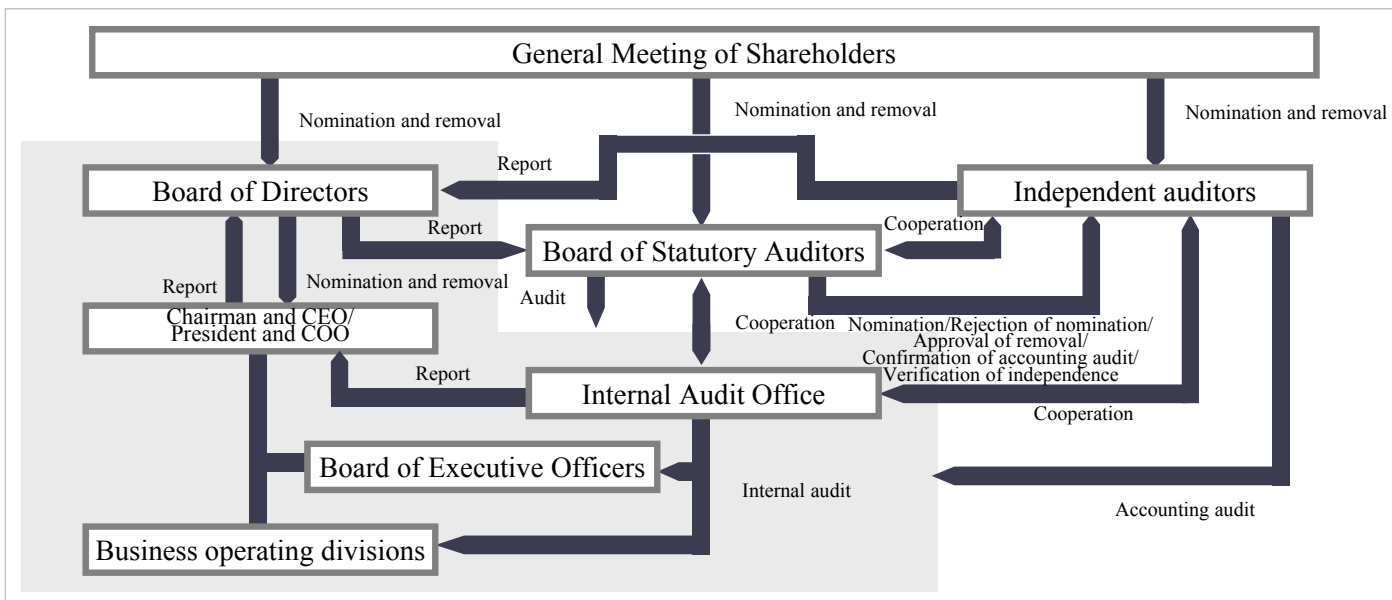 General Meeting of Shareholders
Nomination and removal
Nomination and removal
Nomination and removal
Report
Board of Directors
Independent auditors
Report
Cooperation
Board of Statutory Auditors
Report
Nomination and removal
Audit
Cooperation
Chairman and CEO/
President and COO
Nomination/Rejection of nomination/
Approval of removal/
Confirmation of accounting audit/
Verification of independence
Report
Internal Audit Office
Cooperation
Board of Executive Officers
Internal audit
Accounting audit
Business operating divisions